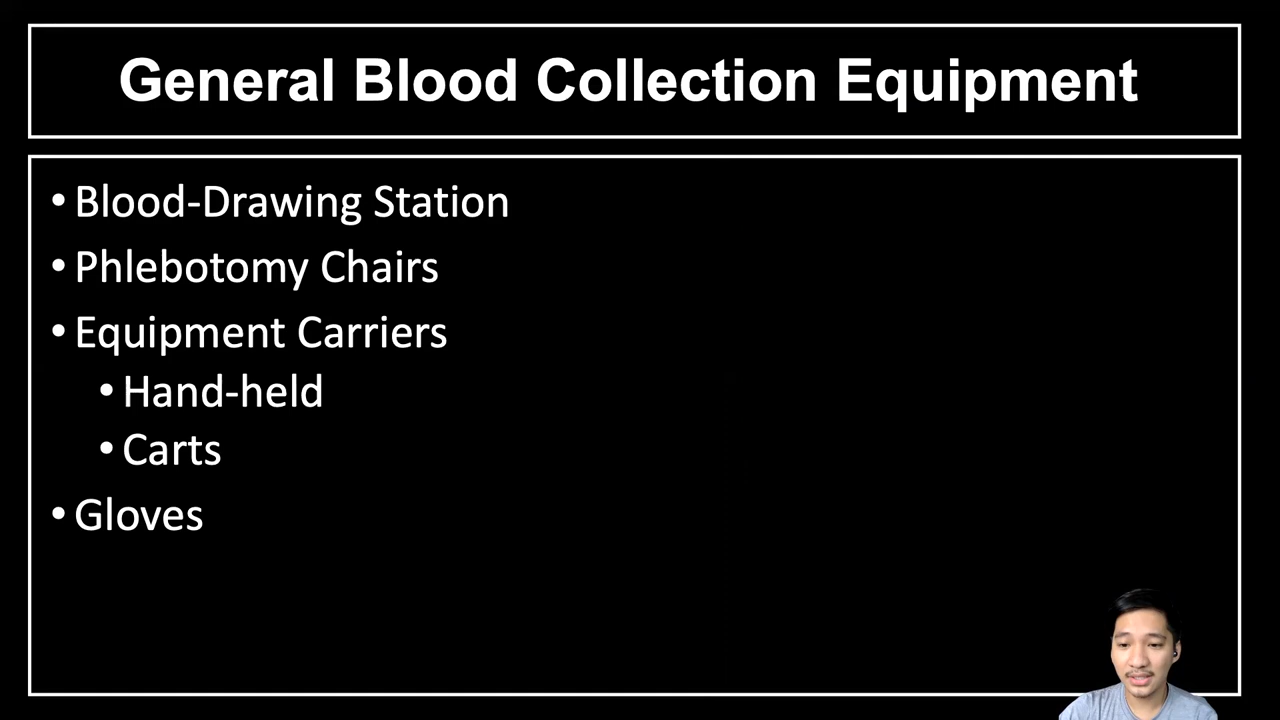 General Blood Collection Equipment
• Blood-Drawing Station
• Phlebotomy Chairs
• Equipment Carriers
• Hand-held
• Carts
• Gloves